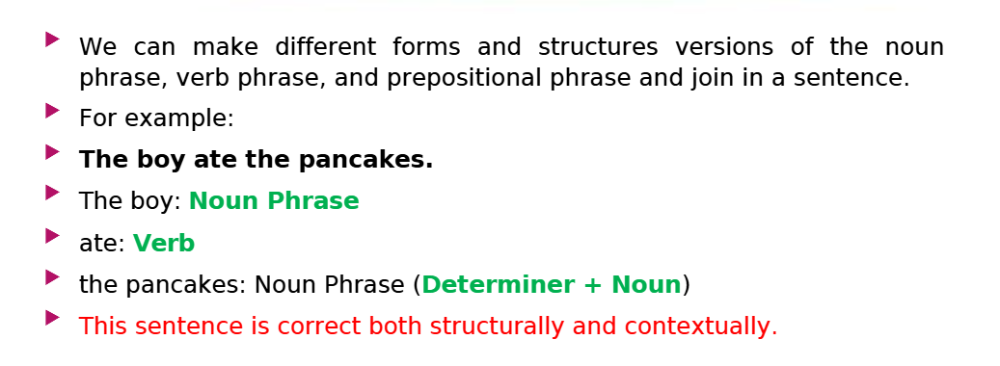 We can make different forms and structures versions of the noun
phrase, verb phrase, and prepositional phrase and join in a sentence.
For example:
The boy ate the pancakes.
The boy: Noun Phrase
ate: Verb
the pancakes: Noun Phrase (Determiner + Noun)
This sentence is correct both structurally and contextually.